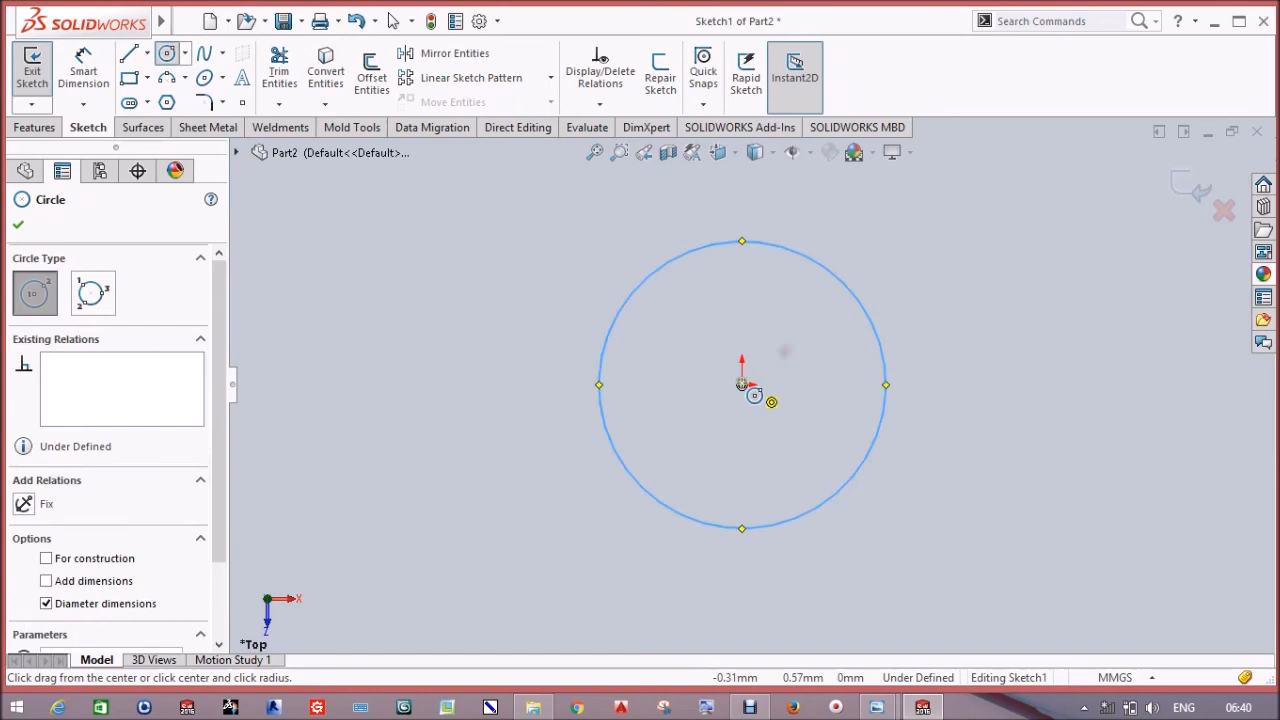 SOLIDWORKS
Sketch1 of Part2 *
Search Commands
?
Exit Sketch
Smart Dimension
Trim Entities
Convert Entities
Offset Entities
Mirror Entities
Linear Sketch Pattern
Move Entities
Display/Delete Relations
Repair Sketch
Quick Snaps
Rapid Sketch
Instant2D
Features
Sketch
Surfaces
Sheet Metal
Weldments
Mold Tools
Data Migration
Direct Editing
Evaluate
DimXpert
SOLIDWORKS Add-Ins
SOLIDWORKS MBD
Part2 (Default<<Default>...
Circle
?
Circle Type
Existing Relations
Under Defined
Add Relations
Fix
Options
For construction
Add dimensions
Diameter dimensions
Parameters
X
Z
*Top
Model
3D Views
Motion Study 1
Click drag from the center or click center and click radius.
-0.31mm
0.57mm
0mm
Under Defined
Editing Sketch1
MMGS
ENG
06:40